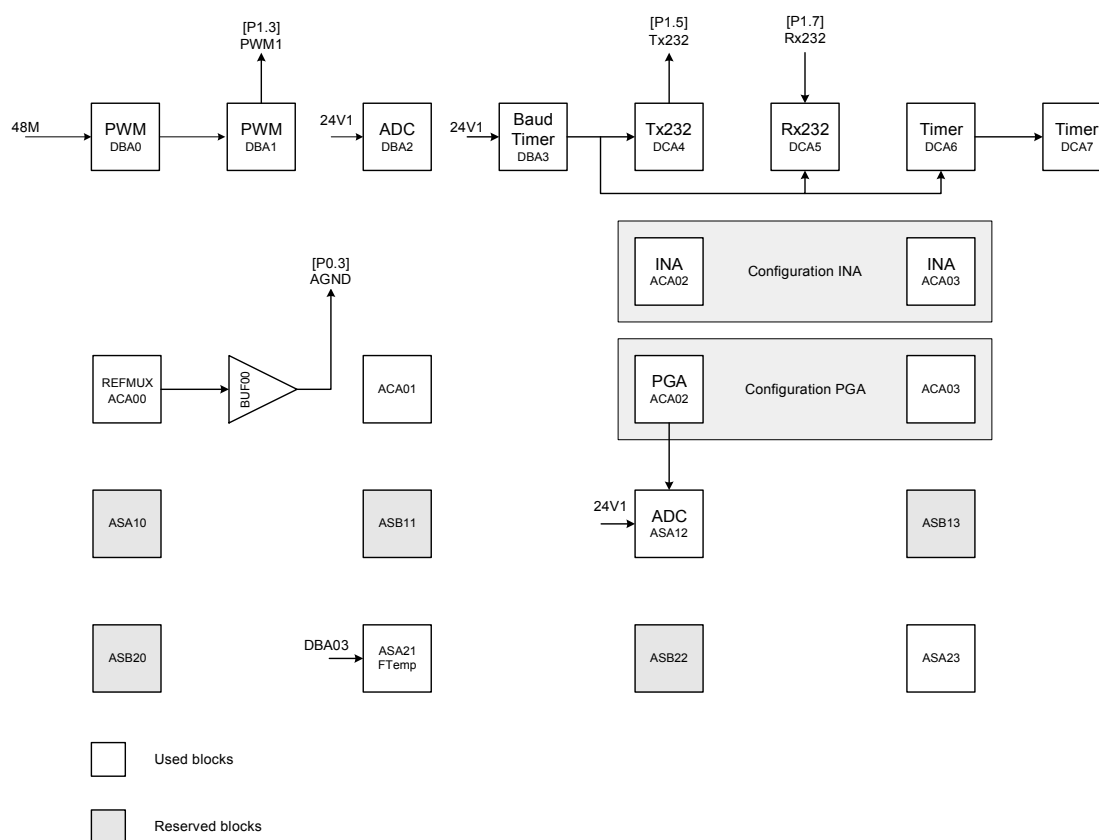 [P1.3]
PWM1
[P1.5]
Tx232
[P1.7]
Rx232
48M
PWM
DBA0
PWM
DBA1
24V1
ADC
DBA2
24V1
Baud
Timer
DBA3
Tx232
DCA4
Rx232
DCA5
Timer
DCA6
Timer
DCA7
INA
ACA02
Configuration INA
INA
ACA03
[P0.3]
AGND
REFMUX
ACA00
BUF00
ACA01
PGA
ACA02
Configuration PGA
ACA03
ASA10
ASB11
24V1
ADC
ASA12
ASB13
ASB20
DBA03
ASA21
FTemp
ASB22
ASA23
Used blocks
Reserved blocks